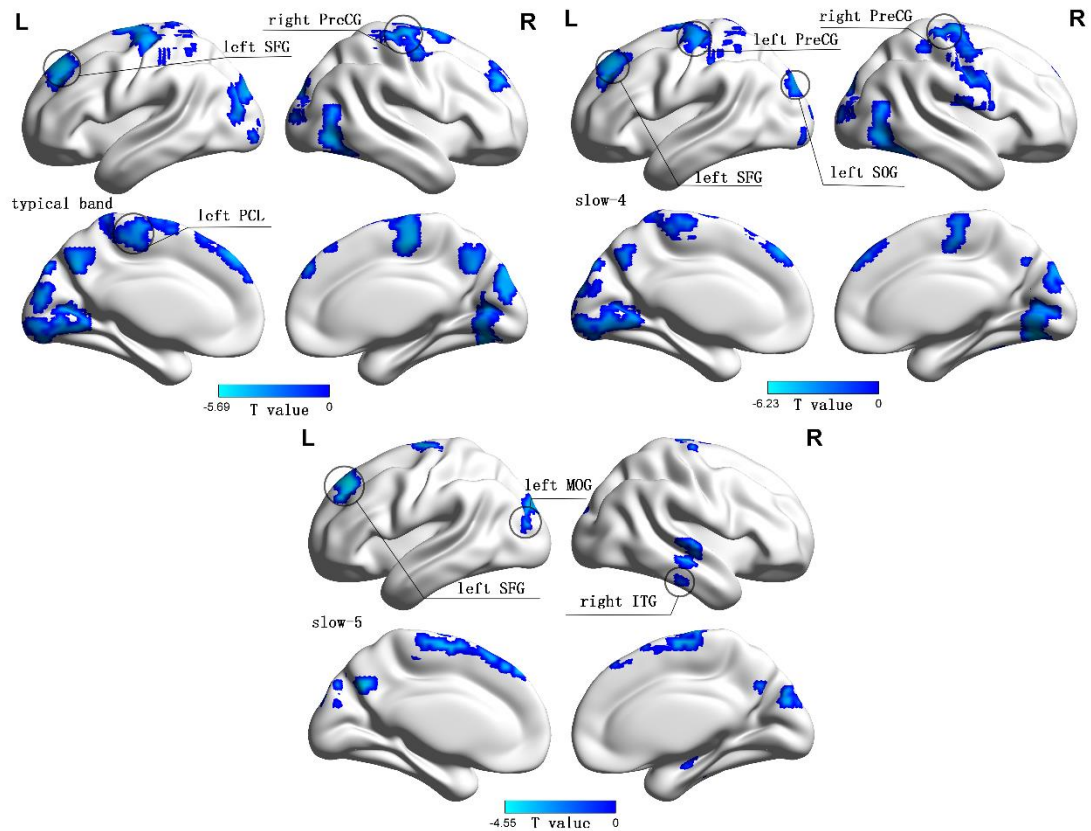 L
R
right PreCG
left SFG
typical band
left PCL
-5.69
T value
0
L
R
right PreCG
left PreCG
left SFG
left SOG
slow-4
-6.23
T value
0
L
R
left MOG
left SFG
right ITG
slow-5
-4.55
T value
0